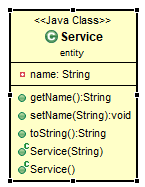 <<Java Class>>
Service
entity
name: String
getName():String
setName(String):void
toString():String
Service(String)
Service()